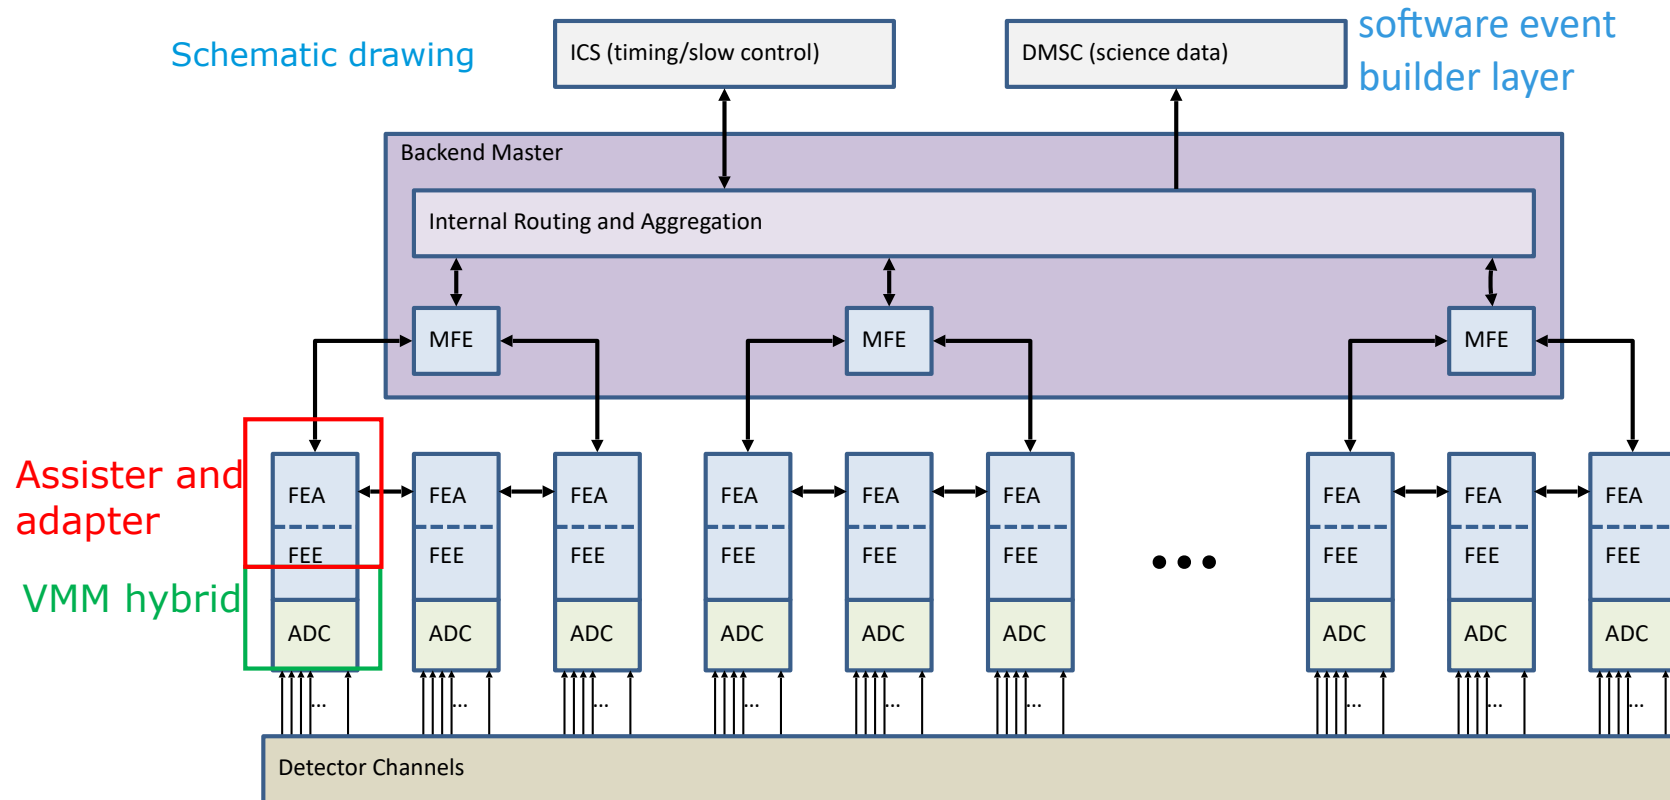 Schematic drawing
ICS (timing/slow control)
DMSC (science data)
software event
builder layer
Backend Master
Internal Routing and Aggregation
MFE
MFE
MFE
Assister and
adapter
FEA
FEA
FEA
FEA
FEA
FEA
FEA
FEA
FEA
FEE
FEE
FEE
FEE
FEE
FEE
...
FEE
FEE
FEE
VMM hybrid
ADC
ADC
ADC
ADC
ADC
ADC
ADC
ADC
ADC
...
...
...
...
...
...
...
...
...
Detector Channels